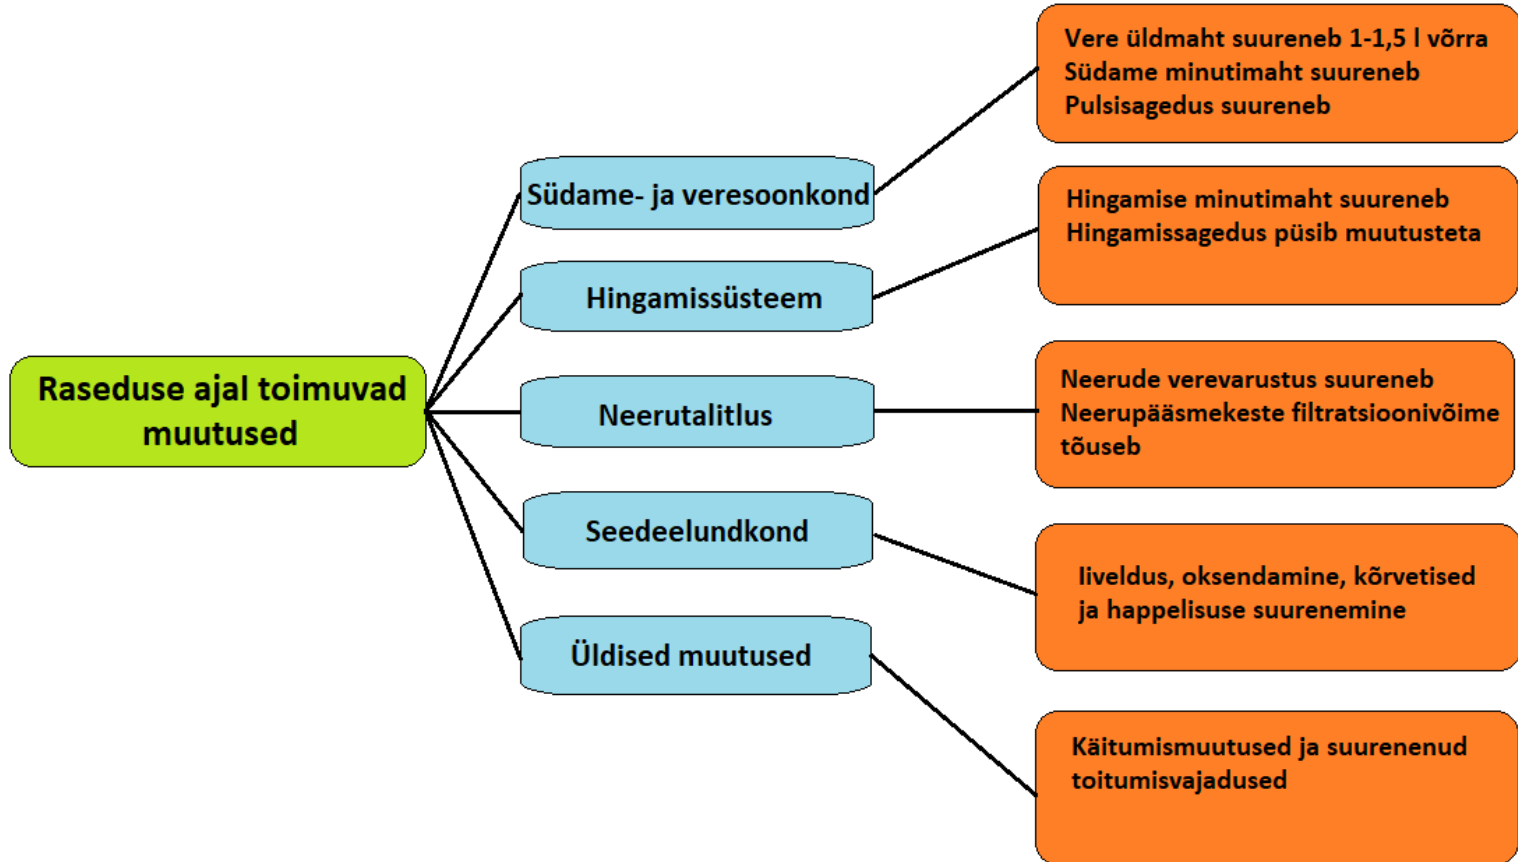 Raseduse ajal toimuvad
muutused
Südame- ja veresoonkond
Vere üldmaht suureneb 1-1,5 l võrra
Südame minutimaht suureneb
Pulsisagedus suureneb
Hingamissüsteem
Hingamise minutimaht suureneb
Hingamissagedus püsib muutusteta
Neerutalitlus
Neerude verevarustus suureneb
Neerupääsmekeste filtratsioonivõime
tõuseb
Seedeelundkond
Iiveldus, oksendamine, kõrvetised
ja happelisuse suurenemine
Üldised muutused
Käitumismuutused ja suurenenud
toitumisvajadused